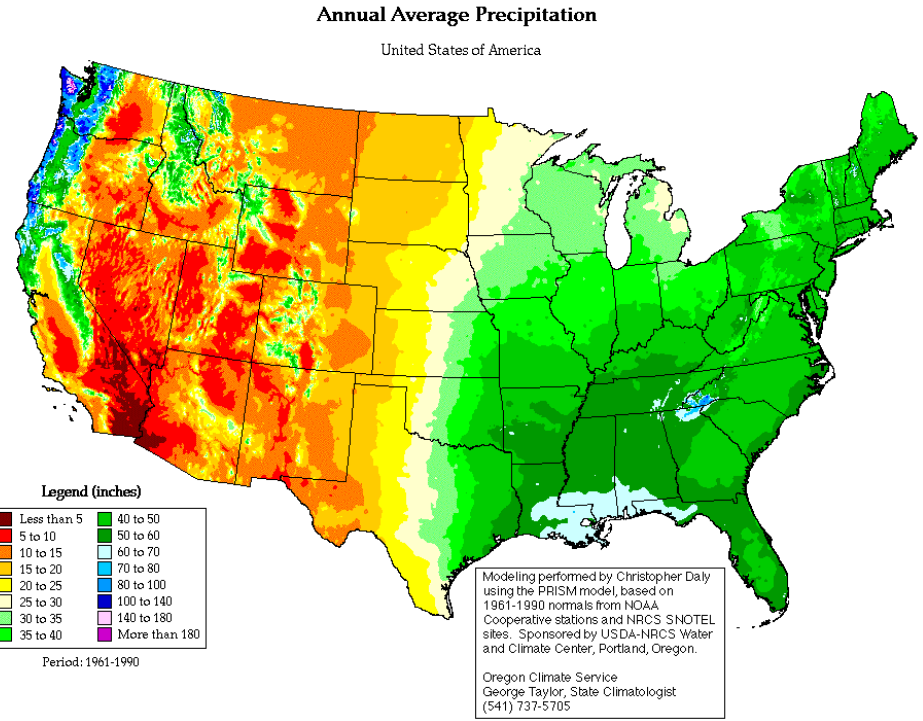 Annual Average Precipitation
United States of America
Legend (inches)
Less than 5
5 to 10
10 to 15
15 to 20
20 to 25
25 to 30
30 to 35
35 to 40
40 to 50
50 to 60
60 to 70
70 to 80
80 to 100
100 to 140
140 to 180
More than 180
Period: 1961-1990
Modeling performed by Christopher Daly
using the PRISM model, based on
1961-1990 normals from NOAA
Cooperative stations and NRCS SNOTEL
sites. Sponsored by USDA-NRCS Water
and Climate Center, Portland, Oregon.
Oregon Climate Service
George Taylor, State Climatologist
(541) 737-5705